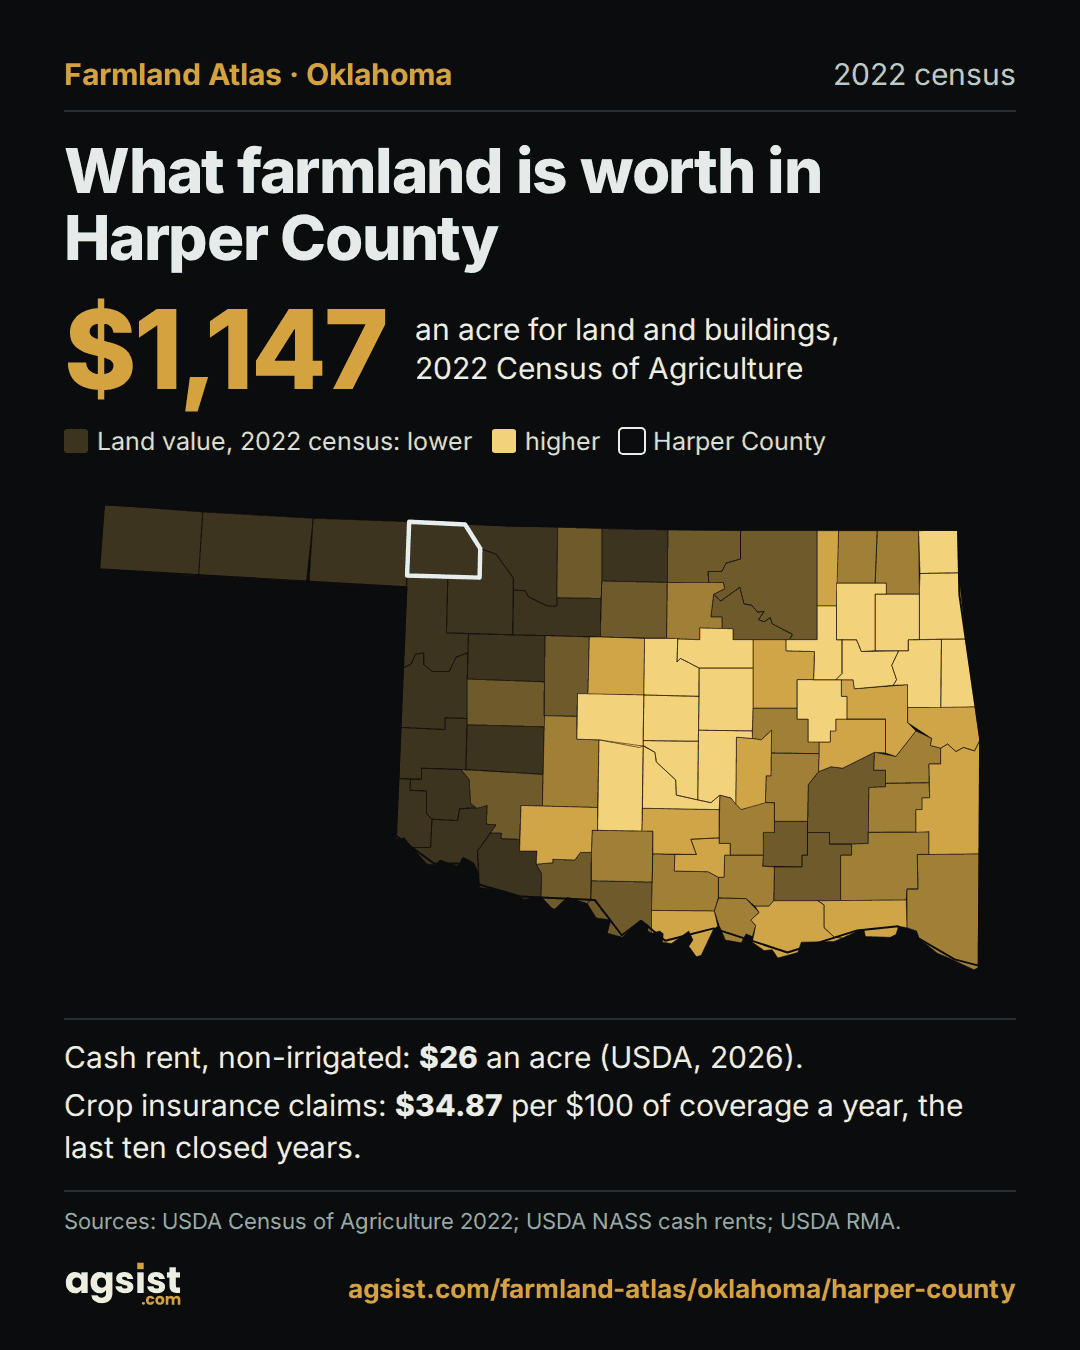 Farmland Atlas · Oklahoma
2022 census
What farmland is worth in
Harper County
$1,147
an acre for land and buildings,
2022 Census of Agriculture
Land value, 2022 census: lower
higher
Harper County
Cash rent, non-irrigated: $26 an acre (USDA, 2026).
Crop insurance claims: $34.87 per $100 of coverage a year, the
last ten closed years.
Sources: USDA Census of Agriculture 2022; USDA NASS cash rents; USDA RMA.
agsist
.com
agsist.com/farmland-atlas/oklahoma/harper-county